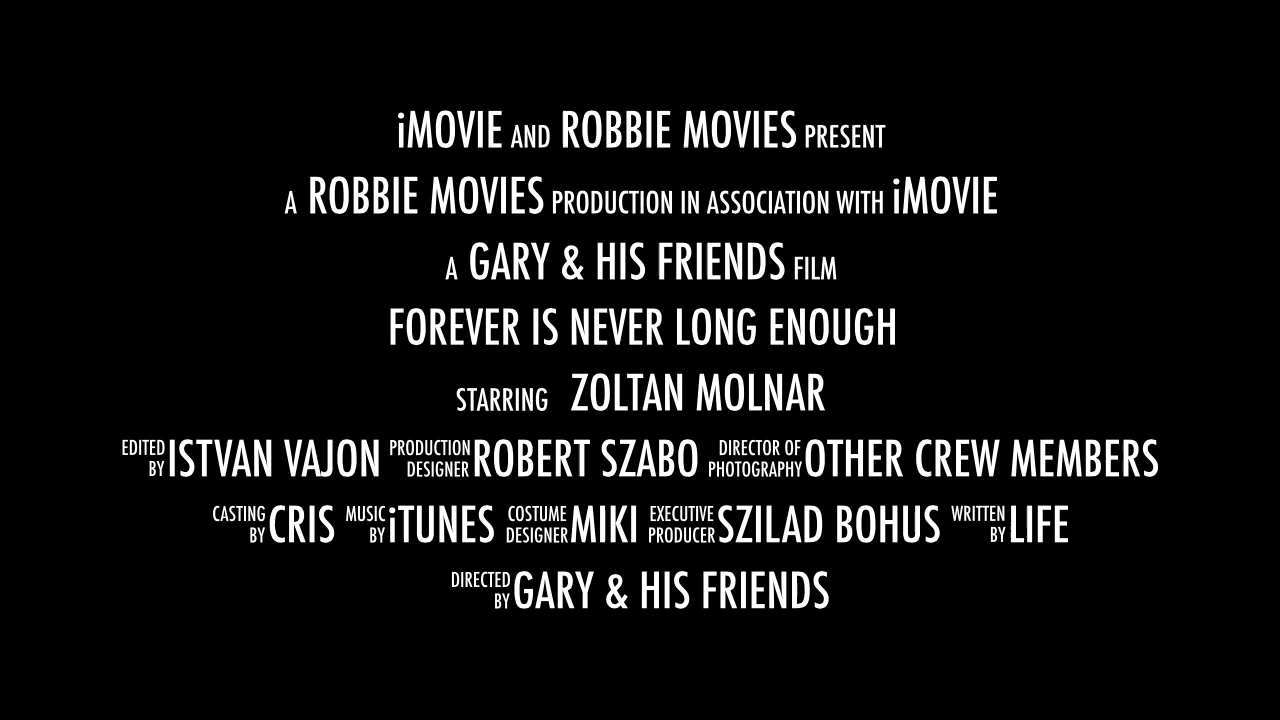 iMOVIE AND ROBBIE MOVIES PRESENT
A ROBBIE MOVIES PRODUCTION IN ASSOCIATION WITH iMOVIE
A GARY & HIS FRIENDS FILM
FOREVER IS NEVER LONG ENOUGH
STARRING ZOLTAN MOLNAR
EDITED BY ISTVAN VAJON PRODUCTION DESIGNER ROBERT SZABO DIRECTOR OF PHOTOGRAPHY OTHER CREW MEMBERS
CASTING BY CRIS MUSIC BY iTUNES COSTUME DESIGNER MIKI EXECUTIVE PRODUCER SZILAD BOHUS WRITTEN BY LIFE
DIRECTED BY GARY & HIS FRIENDS